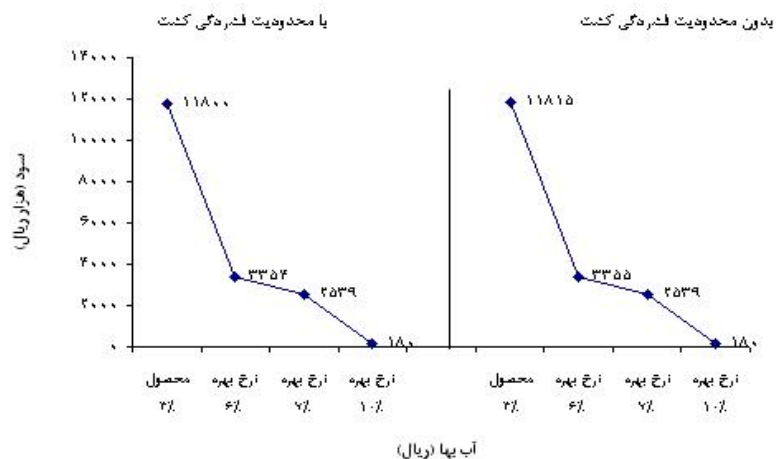 با محدودیت فشردگی کشت
بدون محدودیت فشردگی کشت
سود (هزار ریال)
۱۴۰۰۰
۱۲۰۰۰
۱۰۰۰۰
۸۰۰۰
۶۰۰۰
۴۰۰۰
۲۰۰۰
۰
۱۱۸۰۰
۳۳۵۴
۲۵۳۹
۱۸۰
۱۱۸۱۵
۳۳۵۵
۲۵۳۹
۱۸۰
محصول نرخ بهره نرخ بهره نرخ بهره محصول نرخ بهره نرخ بهره نرخ بهره
۳٪ ۶٪ ۷٪ ۱۰٪ ۳٪ ۶٪ ۷٪ ۱۰٪
آب بها (ریال)